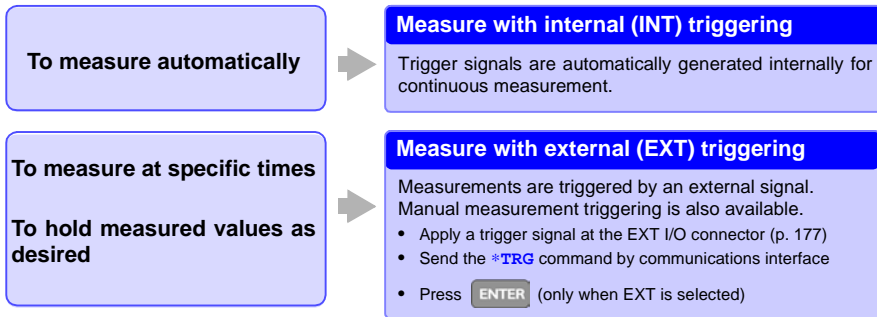 To measure automatically
Measure with internal (INT) triggering
Trigger signals are automatically generated internally for
continuous measurement.
To measure at specific times
To hold measured values as
desired
Measure with external (EXT) triggering
Measurements are triggered by an external signal.
Manual measurement triggering is also available.
• Apply a trigger signal at the EXT I/O connector (p. 177)
• Send the *TRG command by communications interface
• Press ENTER (only when EXT is selected)